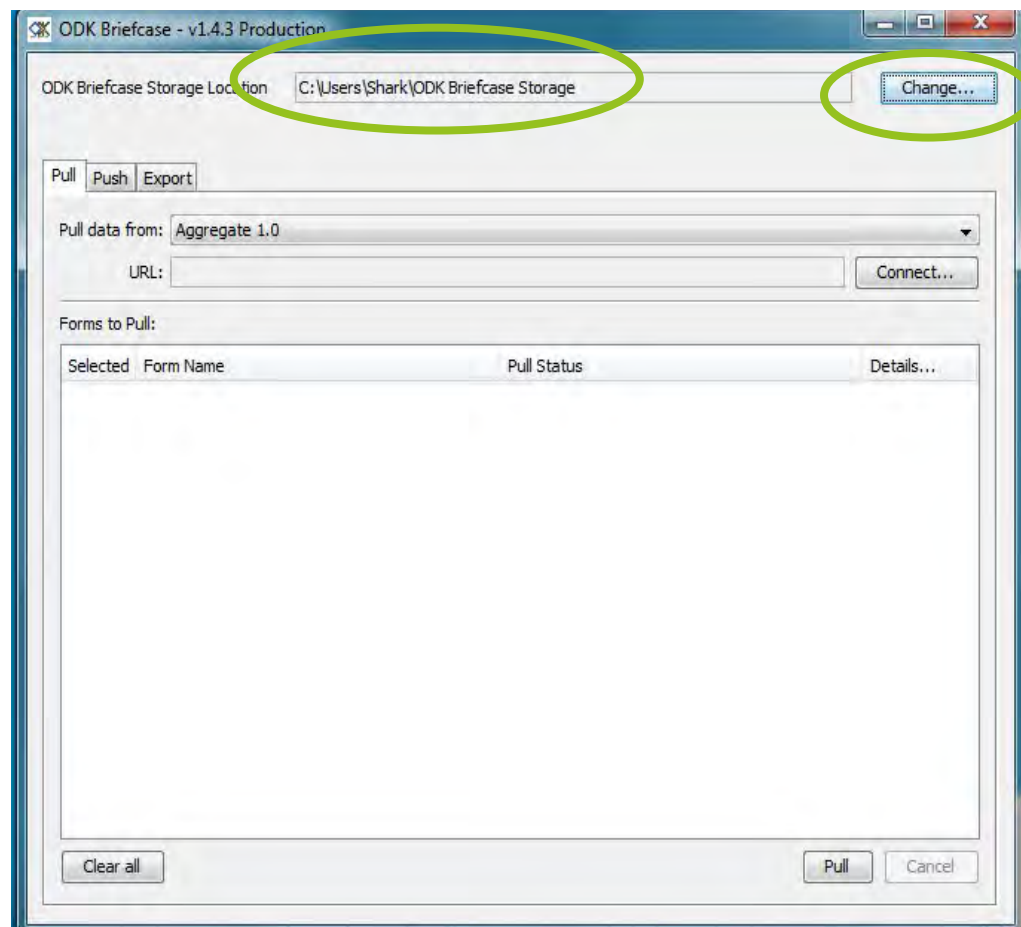 ODK Briefcase - v1.4.3 Production
ODK Briefcase Storage Location C:\Users\Shark\ODK Briefcase Storage Change...
Pull Push Export
Pull data from: Aggregate 1.0
URL: Connect...
Forms to Pull:
Selected Form Name Pull Status Details...
Clear all Pull Cancel